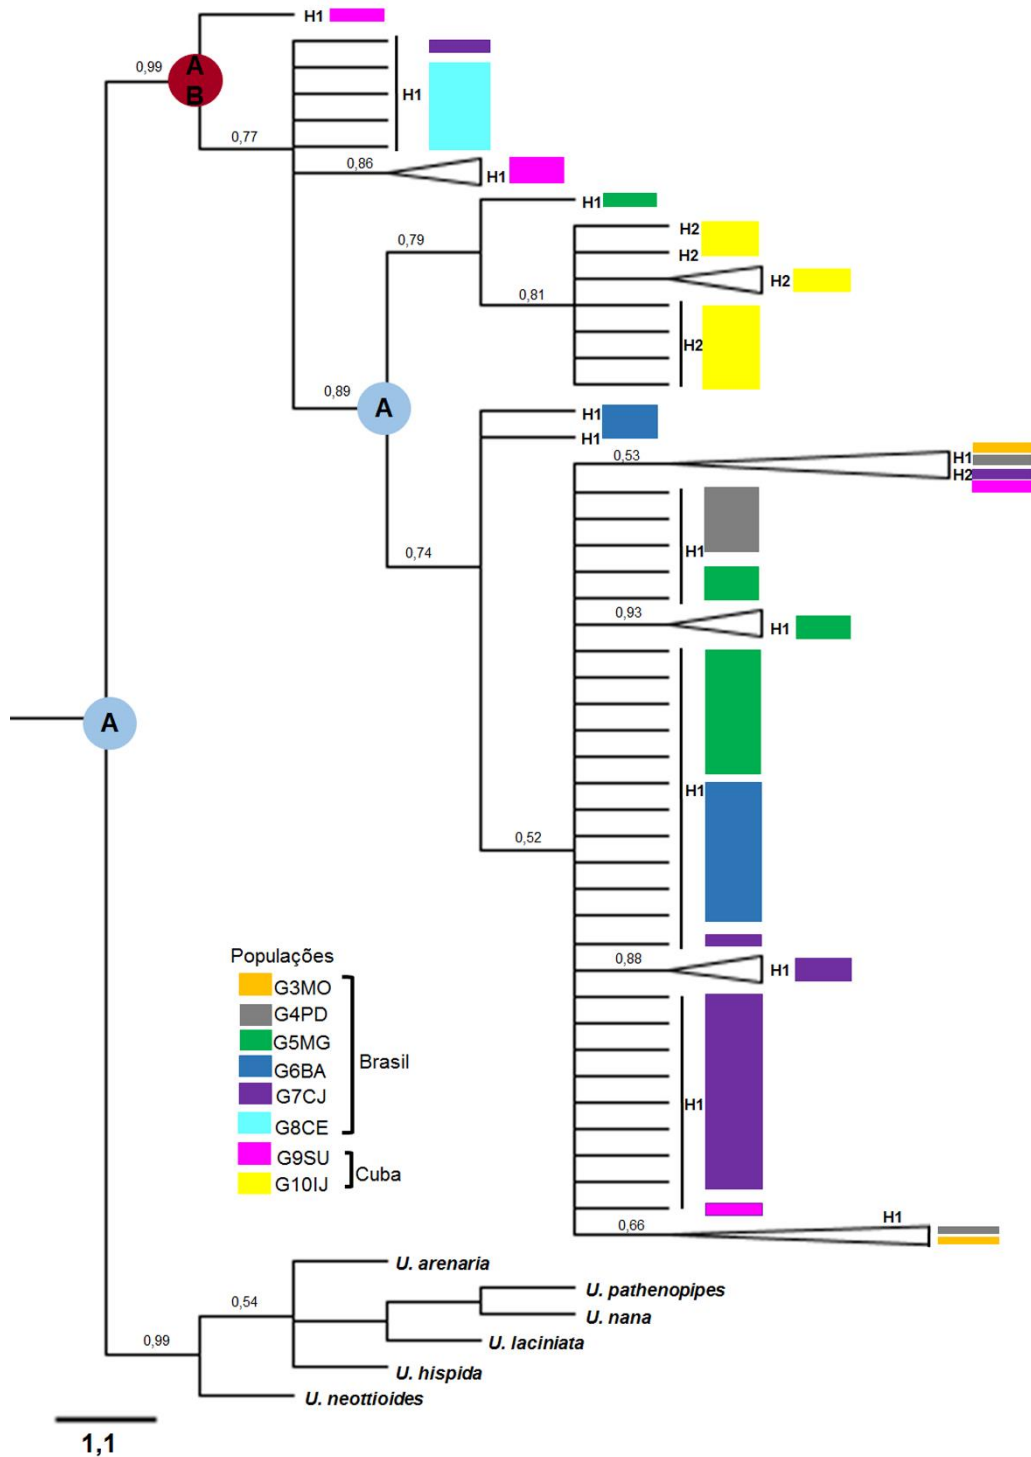 H1
0,99
A
B
H1
0,77
0,86
H1
H1
H2
0,79
H2
H2
0,81
H2
0,89
A
H1
H1
0,53
H1
H2
H1
0,74
0,93
H1
A
H1
0,52
0,88
H1
Populações
G3MO
G4PD
G5MG
Brasil
G6BA
G7CJ
G8CE
G9SU
Cuba
G10IJ
H1
H1
0,66
U. arenaria
U. pathenopipes
0,54
U. nana
0,99
U. laciniata
U. hispida
U. neottioides
1,1